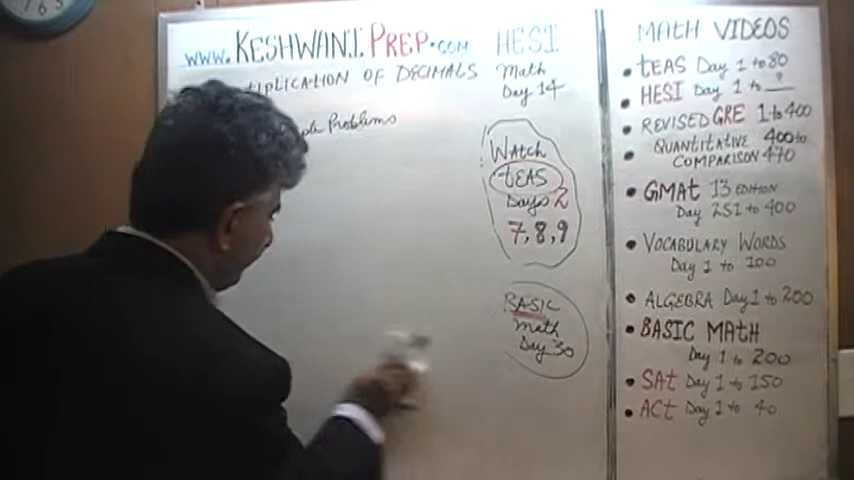 www.KESHWANI PREP.COM
HESI
Math
Day 14
OF DECIMALS
Problems
WATCH
tEAS
Days 2
7,8,9
BASIC
math
Day 30
MATH VIDEOS
• tEAS Day 1 to 80
• HESI Day 1 to ?
• REVISED GRE 1 to 400
• QUANTITATIVE 400 to
COMPARISON 470
• GMAt 13 EDITION
Day 251 to 400
• VOCABULARY WORDS
Day 1 to 100
• ALGEBRA Day 1 to 200
• BASIC MATH
Day 1 to 200
• SAt Day 1 to 150
• ACt Day 1 to 40